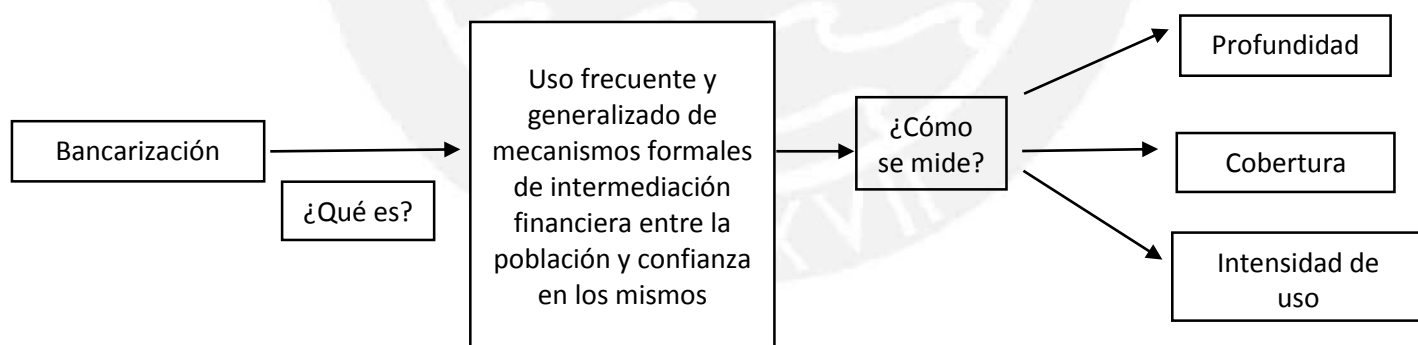 Bancarización
¿Qué es?
Uso frecuente y
generalizado de
mecanismos formales
de intermediación
financiera entre la
población y confianza
en los mismos
¿Cómo
se mide?
Profundidad
Cobertura
Intensidad de
uso
XVII